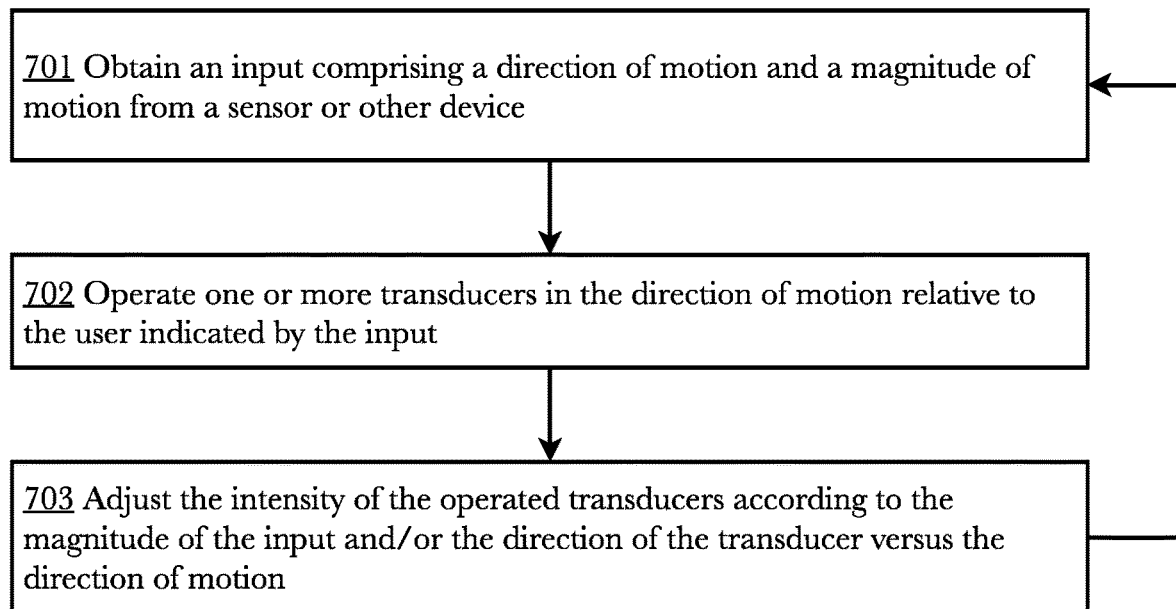 701 Obtain an input comprising a direction of motion and a magnitude of
motion from a sensor or other device
702 Operate one or more transducers in the direction of motion relative to
the user indicated by the input
703 Adjust the intensity of the operated transducers according to the
magnitude of the input and/or the direction of the transducer versus the
direction of motion